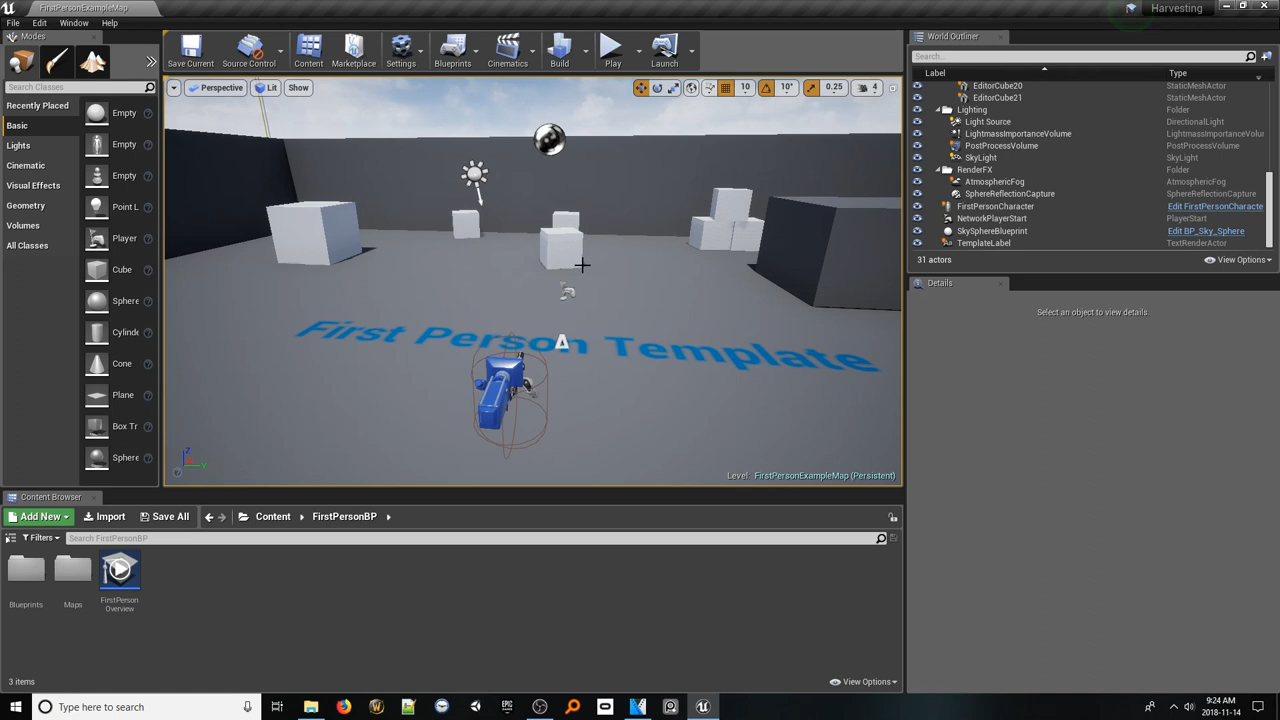 FirstPersonExampleMap
Harvesting
File Edit Window Help
Modes
Search Classes
Recently Placed
Basic
Lights
Cinematic
Visual Effects
Geometry
Volumes
All Classes
Empty
Empty
Empty
Point L
Player
Cube
Sphere
Cylinde
Cone
Plane
Box Tr
Sphere
Save Current
Source Control
Content
Marketplace
Settings
Blueprints
Cinematics
Build
Play
Launch
Perspective
Lit
Show
10
10°
0.25
4
First Person Template
Level: FirstPersonExampleMap (Persistent)
World Outliner
Search...
Label Type
EditorCube20 StaticMeshActor
EditorCube21 StaticMeshActor
Lighting Folder
Light Source DirectionalLight
LightmassImportanceVolume LightmassImportanceVolu
PostProcessVolume PostProcessVolume
SkyLight SkyLight
RenderFX Folder
AtmosphericFog AtmosphericFog
SphereReflectionCapture SphereReflectionCapture
FirstPersonCharacter Edit FirstPersonCharacte
NetworkPlayerStart PlayerStart
SkySphereBlueprint Edit BP_Sky_Sphere
TemplateLabel TextRenderActor
31 actors
View Options
Details
Select an object to view details.
Content Browser
Add New
Import
Save All
Content
FirstPersonBP
Filters
Search FirstPersonBP
Blueprints
Maps
FirstPerson
Overview
3 items
View Options
Type here to search
9:24 AM
2018-11-14